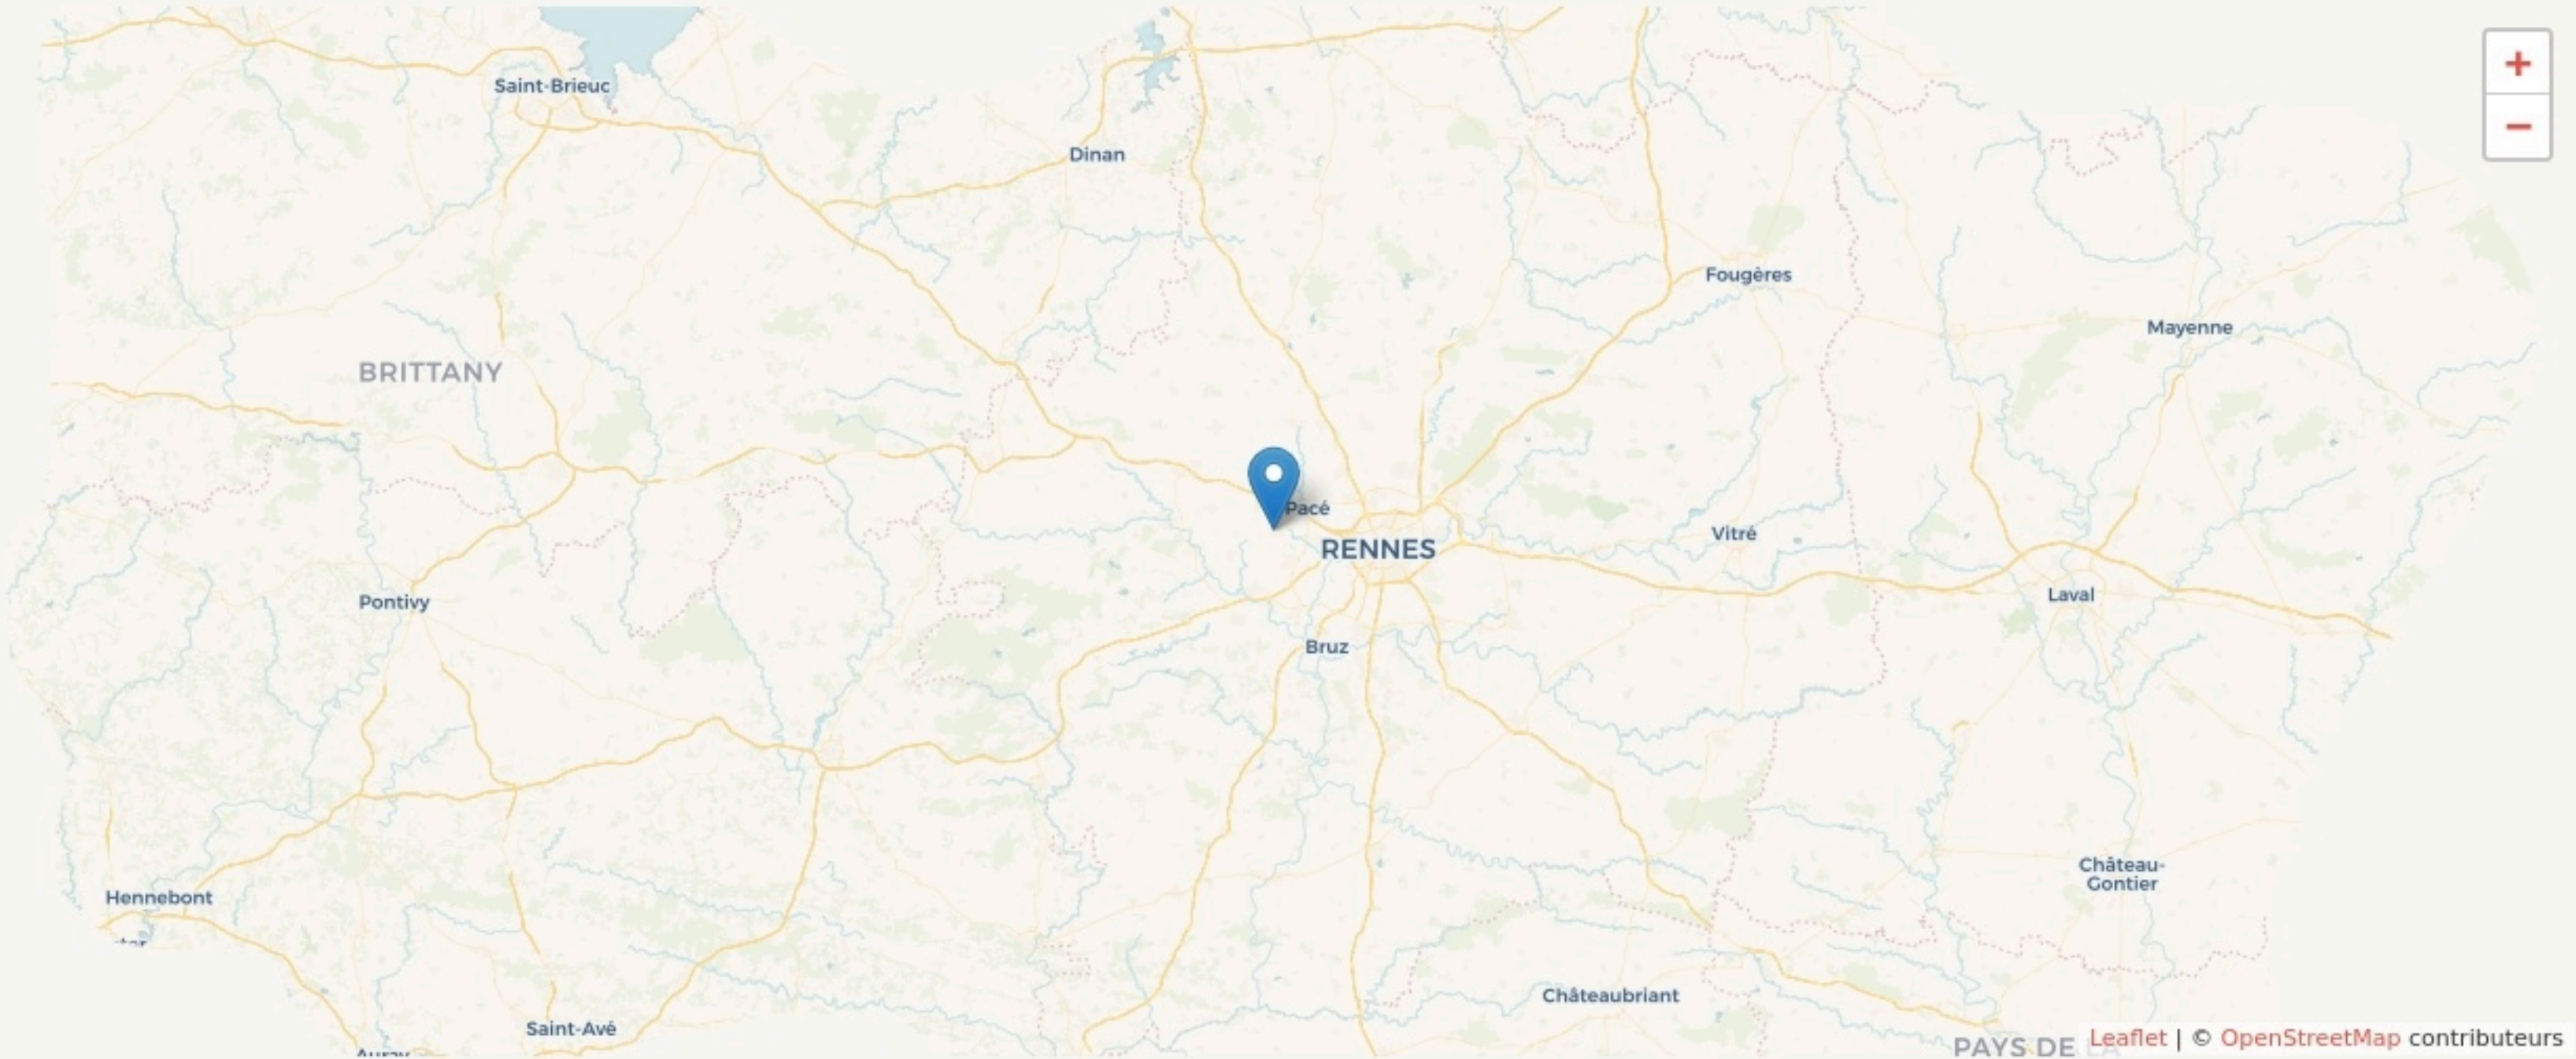 +
−
Saint-Brieuc
Dinan
Fougères
Mayenne
BRITTANY
Pacé
RENNES
Vitré
Pontivy
Laval
Bruz
Château-
Gontier
Hennebont
Châteaubriant
Saint-Avé
Auray
PAYS DE LA
Leaflet | © OpenStreetMap contributeurs